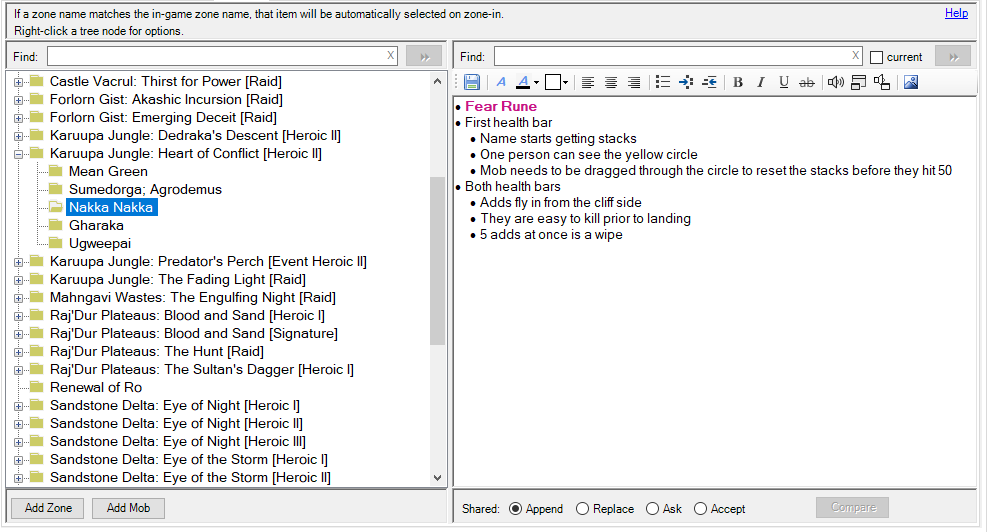 If a zone name matches the in-game zone name, that item will be automatically selected on zone-in.
Help
Right-click a tree node for options.
Find:
X
Castle Vacrul: Thirst for Power [Raid]
Forlorn Gist: Akashic Incursion [Raid]
Forlorn Gist: Emerging Deceit [Raid]
Karuupa Jungle: Dedraka's Descent [Heroic II]
Karuupa Jungle: Heart of Conflict [Heroic II]
Mean Green
Sumedorga; Agrodemus
Nakka Nakka
Gharaka
Ugweepai
Karuupa Jungle: Predator's Perch [Event Heroic II]
Karuupa Jungle: The Fading Light [Raid]
Mahngavi Wastes: The Engulfing Night [Raid]
Raj'Dur Plateaus: Blood and Sand [Heroic I]
Raj'Dur Plateaus: Blood and Sand [Signature]
Raj'Dur Plateaus: The Hunt [Raid]
Raj'Dur Plateaus: The Sultan's Dagger [Heroic I]
Renewal of Ro
Sandstone Delta: Eye of Night [Heroic I]
Sandstone Delta: Eye of Night [Heroic II]
Sandstone Delta: Eye of Night [Heroic III]
Sandstone Delta: Eye of the Storm [Heroic I]
Sandstone Delta: Eye of the Storm [Heroic II]
Add Zone
Add Mob
Find:
X
current
A A B I U ab
• Fear Rune
• First health bar
• Name starts getting stacks
• One person can see the yellow circle
• Mob needs to be dragged through the circle to reset the stacks before they hit 50
• Both health bars
• Adds fly in from the cliff side
• They are easy to kill prior to landing
• 5 adds at once is a wipe
Shared: Append Replace Ask Accept
Compare